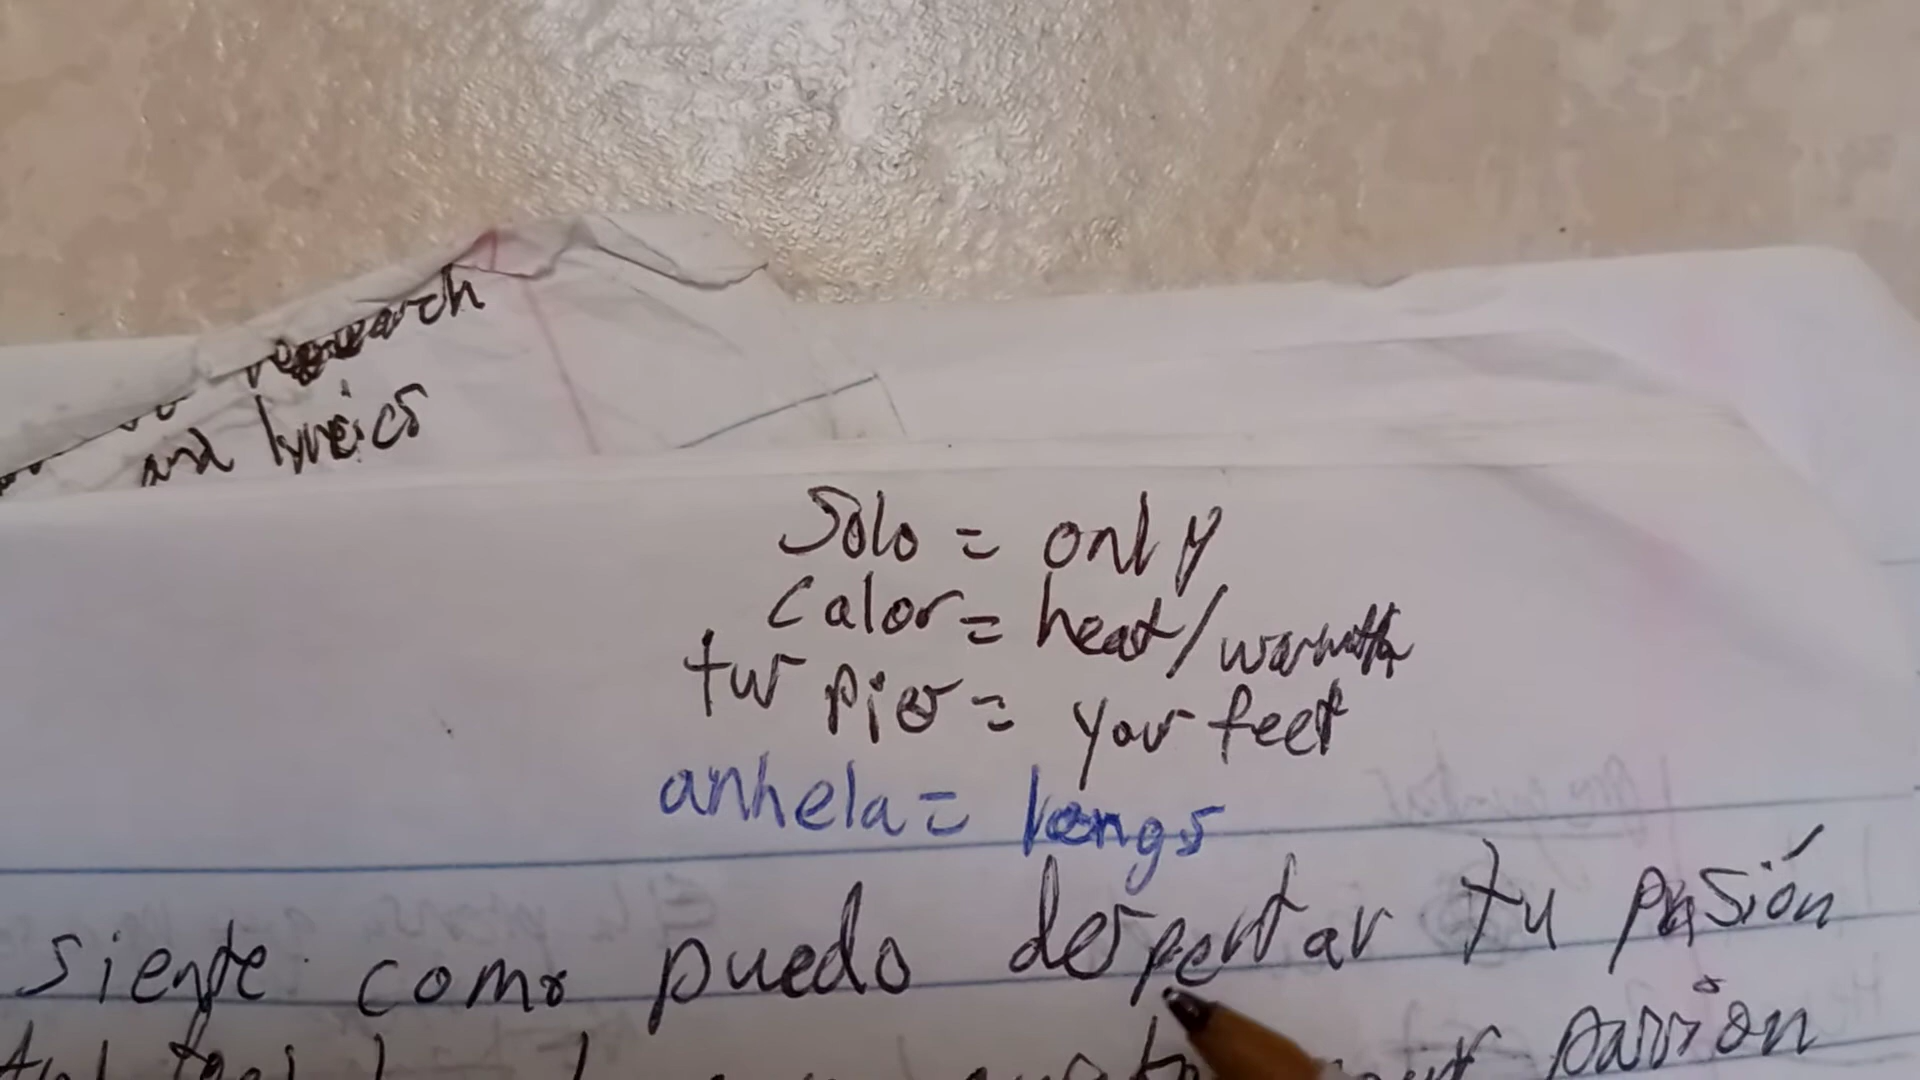 research
and lyrics
Solo = only
Calor = heat/warmth
tus pies = your feet
anhela = longs
siente como puedo despertar tu pasión
passion